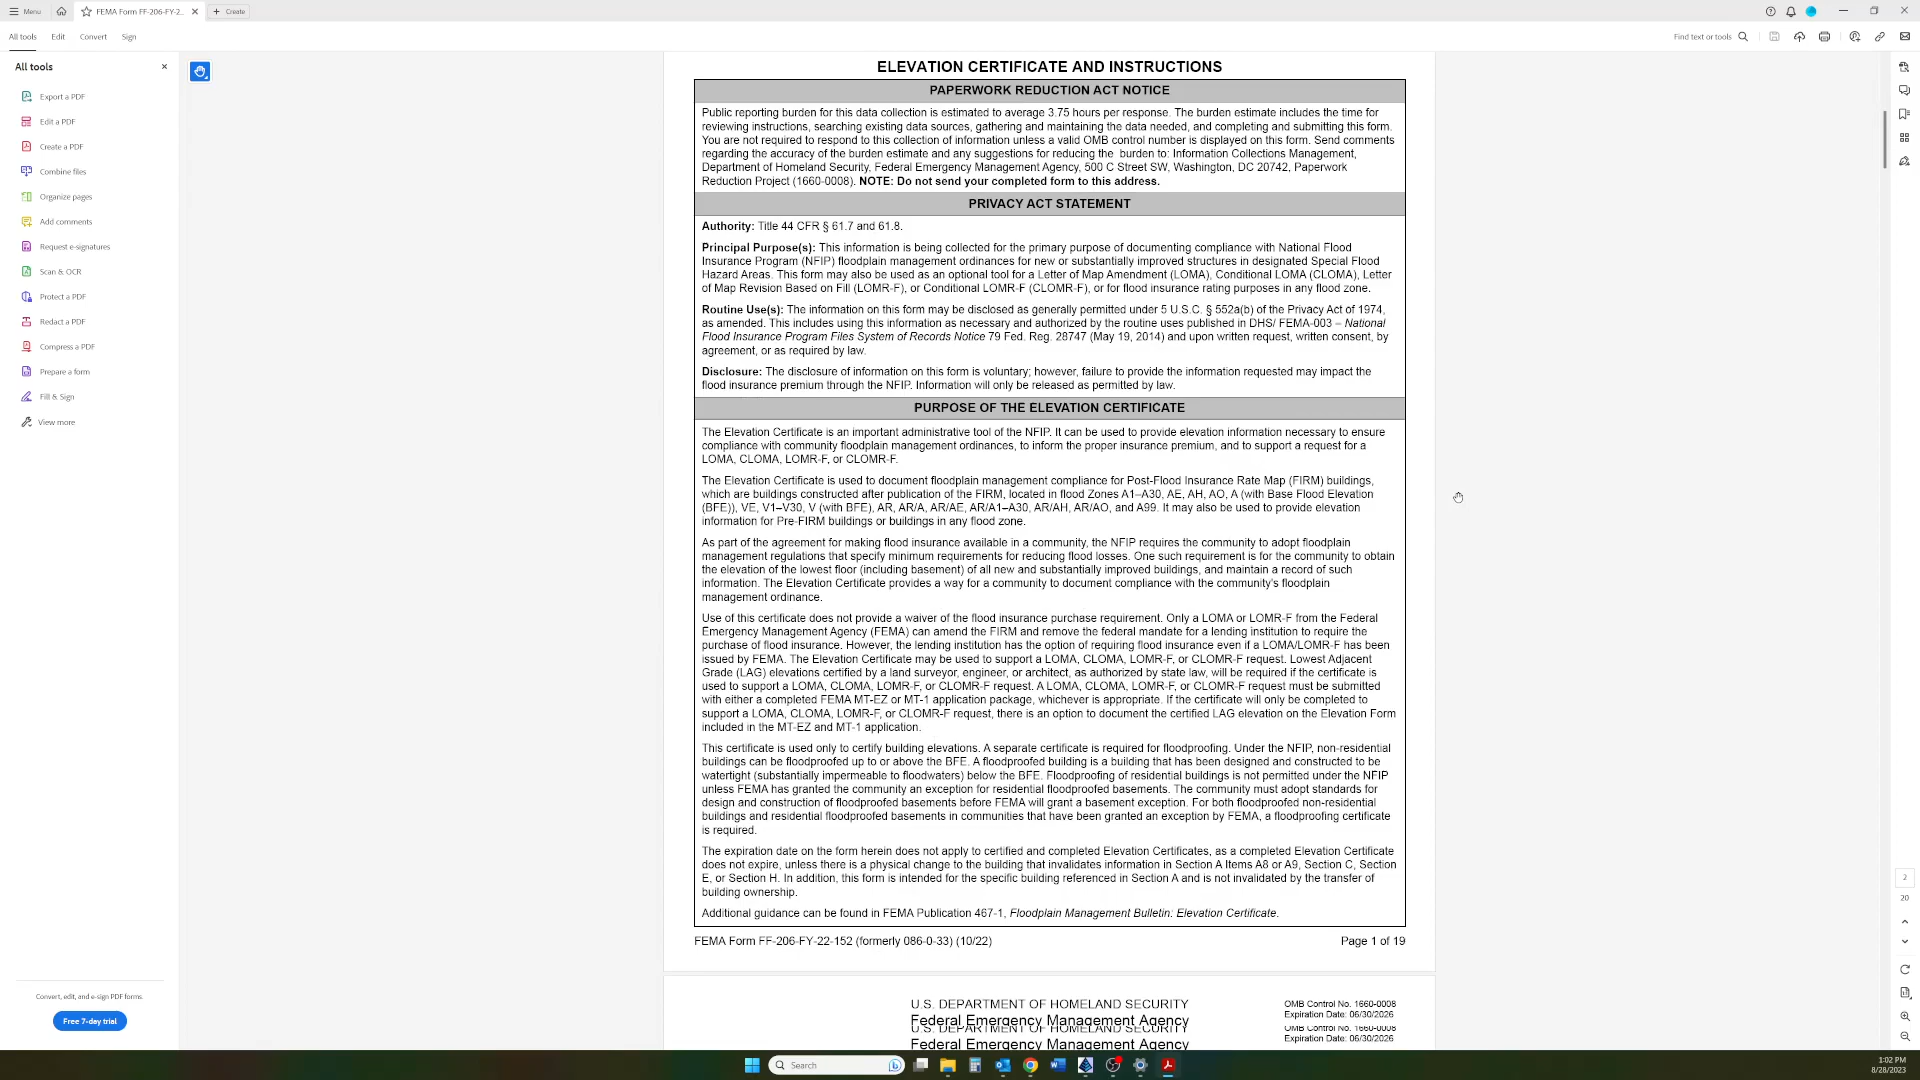 Menu
FEMA Form FF-206-FY-2...
Create
All tools
Edit
Convert
Sign
Find text or tools
All tools
Export a PDF
Edit a PDF
Create a PDF
Combine files
Organize pages
Add comments
Request e-signatures
Scan & OCR
Protect a PDF
Redact a PDF
Compress a PDF
Prepare a form
Fill & Sign
View more
Convert, edit, and e-sign PDF forms.
Free 7-day trial
ELEVATION CERTIFICATE AND INSTRUCTIONS
PAPERWORK REDUCTION ACT NOTICE
Public reporting burden for this data collection is estimated to average 3.75 hours per response. The burden estimate includes the time for
reviewing instructions, searching existing data sources, gathering and maintaining the data needed, and completing and submitting this form.
You are not required to respond to this collection of information unless a valid OMB control number is displayed on this form. Send comments
regarding the accuracy of the burden estimate and any suggestions for reducing the burden to: Information Collections Management,
Department of Homeland Security, Federal Emergency Management Agency, 500 C Street SW, Washington, DC 20742, Paperwork
Reduction Project (1660-0008). NOTE: Do not send your completed form to this address.
PRIVACY ACT STATEMENT
Authority: Title 44 CFR § 61.7 and 61.8.
Principal Purpose(s): This information is being collected for the primary purpose of documenting compliance with National Flood
Insurance Program (NFIP) floodplain management ordinances for new or substantially improved structures in designated Special Flood
Hazard Areas. This form may also be used as an optional tool for a Letter of Map Amendment (LOMA), Conditional LOMA (CLOMA), Letter
of Map Revision Based on Fill (LOMR-F), or Conditional LOMR-F (CLOMR-F), or for flood insurance rating purposes in any flood zone.
Routine Use(s): The information on this form may be disclosed as generally permitted under 5 U.S.C. § 552a(b) of the Privacy Act of 1974,
as amended. This includes using this information as necessary and authorized by the routine uses published in DHS/ FEMA-003 – National
Flood Insurance Program Files System of Records Notice 79 Fed. Reg. 28747 (May 19, 2014) and upon written request, written consent, by
agreement, or as required by law.
Disclosure: The disclosure of information on this form is voluntary; however, failure to provide the information requested may impact the
flood insurance premium through the NFIP. Information will only be released as permitted by law.
PURPOSE OF THE ELEVATION CERTIFICATE
The Elevation Certificate is an important administrative tool of the NFIP. It can be used to provide elevation information necessary to ensure
compliance with community floodplain management ordinances, to inform the proper insurance premium, and to support a request for a
LOMA, CLOMA, LOMR-F, or CLOMR-F.
The Elevation Certificate is used to document floodplain management compliance for Post-Flood Insurance Rate Map (FIRM) buildings,
which are buildings constructed after publication of the FIRM, located in flood Zones A1–A30, AE, AH, AO, A (with Base Flood Elevation
(BFE)), VE, V1–V30, V (with BFE), AR, AR/A, AR/AE, AR/A1–A30, AR/AH, AR/AO, and A99. It may also be used to provide elevation
information for Pre-FIRM buildings or buildings in any flood zone.
As part of the agreement for making flood insurance available in a community, the NFIP requires the community to adopt floodplain
management regulations that specify minimum requirements for reducing flood losses. One such requirement is for the community to obtain
the elevation of the lowest floor (including basement) of all new and substantially improved buildings, and maintain a record of such
information. The Elevation Certificate provides a way for a community to document compliance with the community's floodplain
management ordinance.
Use of this certificate does not provide a waiver of the flood insurance purchase requirement. Only a LOMA or LOMR-F from the Federal
Emergency Management Agency (FEMA) can amend the FIRM and remove the federal mandate for a lending institution to require the
purchase of flood insurance. However, the lending institution has the option of requiring flood insurance even if a LOMA/LOMR-F has been
issued by FEMA. The Elevation Certificate may be used to support a LOMA, CLOMA, LOMR-F, or CLOMR-F request. Lowest Adjacent
Grade (LAG) elevations certified by a land surveyor, engineer, or architect, as authorized by state law, will be required if the certificate is
used to support a LOMA, CLOMA, LOMR-F, or CLOMR-F request. A LOMA, CLOMA, LOMR-F, or CLOMR-F request must be submitted
with either a completed FEMA MT-EZ or MT-1 application package, whichever is appropriate. If the certificate will only be completed to
support a LOMA, CLOMA, LOMR-F, or CLOMR-F request, there is an option to document the certified LAG elevation on the Elevation Form
included in the MT-EZ and MT-1 application.
This certificate is used only to certify building elevations. A separate certificate is required for floodproofing. Under the NFIP, non-residential
buildings can be floodproofed up to or above the BFE. A floodproofed building is a building that has been designed and constructed to be
watertight (substantially impermeable to floodwaters) below the BFE. Floodproofing of residential buildings is not permitted under the NFIP
unless FEMA has granted the community an exception for residential floodproofed basements. The community must adopt standards for
design and construction of floodproofed basements before FEMA will grant a basement exception. For both floodproofed non-residential
buildings and residential floodproofed basements in communities that have been granted an exception by FEMA, a floodproofing certificate
is required.
The expiration date on the form herein does not apply to certified and completed Elevation Certificates, as a completed Elevation Certificate
does not expire, unless there is a physical change to the building that invalidates information in Section A Items A8 or A9, Section C, Section
E, or Section H. In addition, this form is intended for the specific building referenced in Section A and is not invalidated by the transfer of
building ownership.
Additional guidance can be found in FEMA Publication 467-1, Floodplain Management Bulletin: Elevation Certificate.
FEMA Form FF-206-FY-22-152 (formerly 086-0-33) (10/22)
Page 1 of 19
U.S. DEPARTMENT OF HOMELAND SECURITY
Federal Emergency Management Agency
OMB Control No. 1660-0008
Expiration Date: 06/30/2026
U.S. DEPARTMENT OF HOMELAND SECURITY
Federal Emergency Management Agency
OMB Control No. 1660-0008
Expiration Date: 06/30/2026
2
20
Search
1:02 PM
8/28/2023